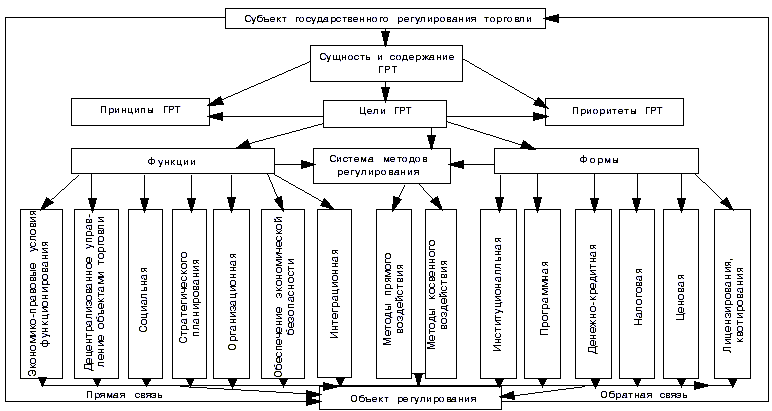 Субъект государственного регулирования торговли
Сущность и содержание
ГРТ
Принципы ГРТ
Цели ГРТ
Приоритеты ГРТ
Функции
Система методов
регулирования
Формы
Экономико-правовые условия
функционирования
Децентрализованное управ-
ление объектами торговли
Социальная
Стратегического
планирования
Организационная
Обеспечение экономической
безопасности
Интеграционная
Методы прямого
воздействия
Методы косвенного
воздействия
Институциональная
Программная
Денежно-кредитная
Налоговая
Ценовая
Лицензирования,
квотирования
Прямая связь
Объект регулирования
Обратная связь